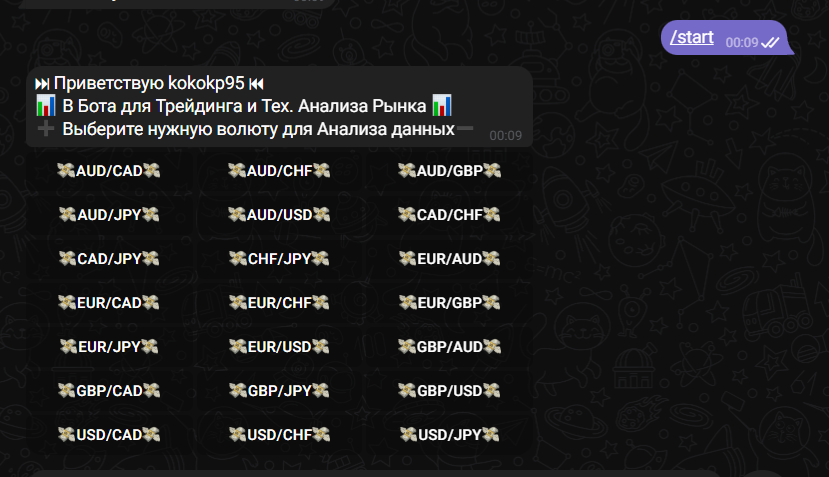 /start 00:09
⏭ Приветствую kokokp95 ⏮
📊 В Бота для Трейдинга и Тех. Анализа Рынка 📊
➕ Выберите нужную волюту для Анализа данных➖ 00:09
💸AUD/CAD💸 💸AUD/CHF💸 💸AUD/GBP💸
💸AUD/JPY💸 💸AUD/USD💸 💸CAD/CHF💸
💸CAD/JPY💸 💸CHF/JPY💸 💸EUR/AUD💸
💸EUR/CAD💸 💸EUR/CHF💸 💸EUR/GBP💸
💸EUR/JPY💸 💸EUR/USD💸 💸GBP/AUD💸
💸GBP/CAD💸 💸GBP/JPY💸 💸GBP/USD💸
💸USD/CAD💸 💸USD/CHF💸 💸USD/JPY💸